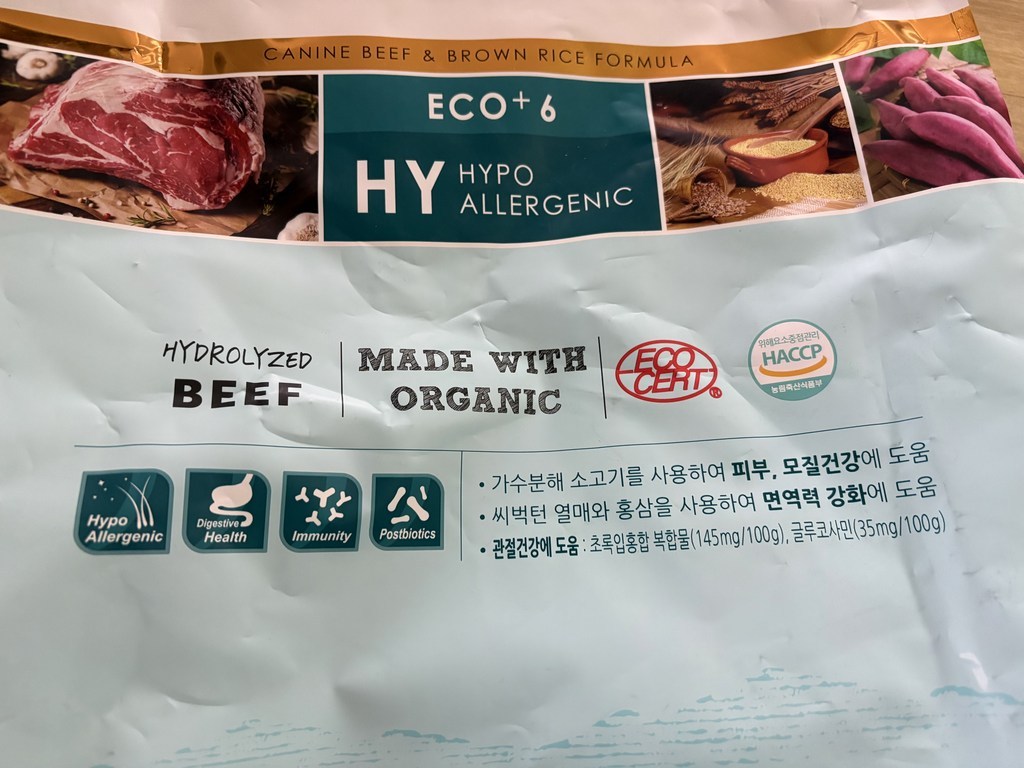 CANINE BEEF & BROWN RICE FORMULA
ECO+ 6
HY HYPO
ALLERGENIC
HYDROLYZED
BEEF
MADE WITH
ORGANIC
ECO
CERT
®
위해요소중점관리
HACCP
농림축산식품부
Hypo
Allergenic
Digestive
Health
Immunity
Postbiotics
• 가수분해 소고기를 사용하여 피부, 모질건강에 도움
• 씨벅턴 열매와 홍삼을 사용하여 면역력 강화에 도움
• 관절건강에 도움 : 초록입홍합 복합물(145mg/100g), 글루코사민(35mg/100g)